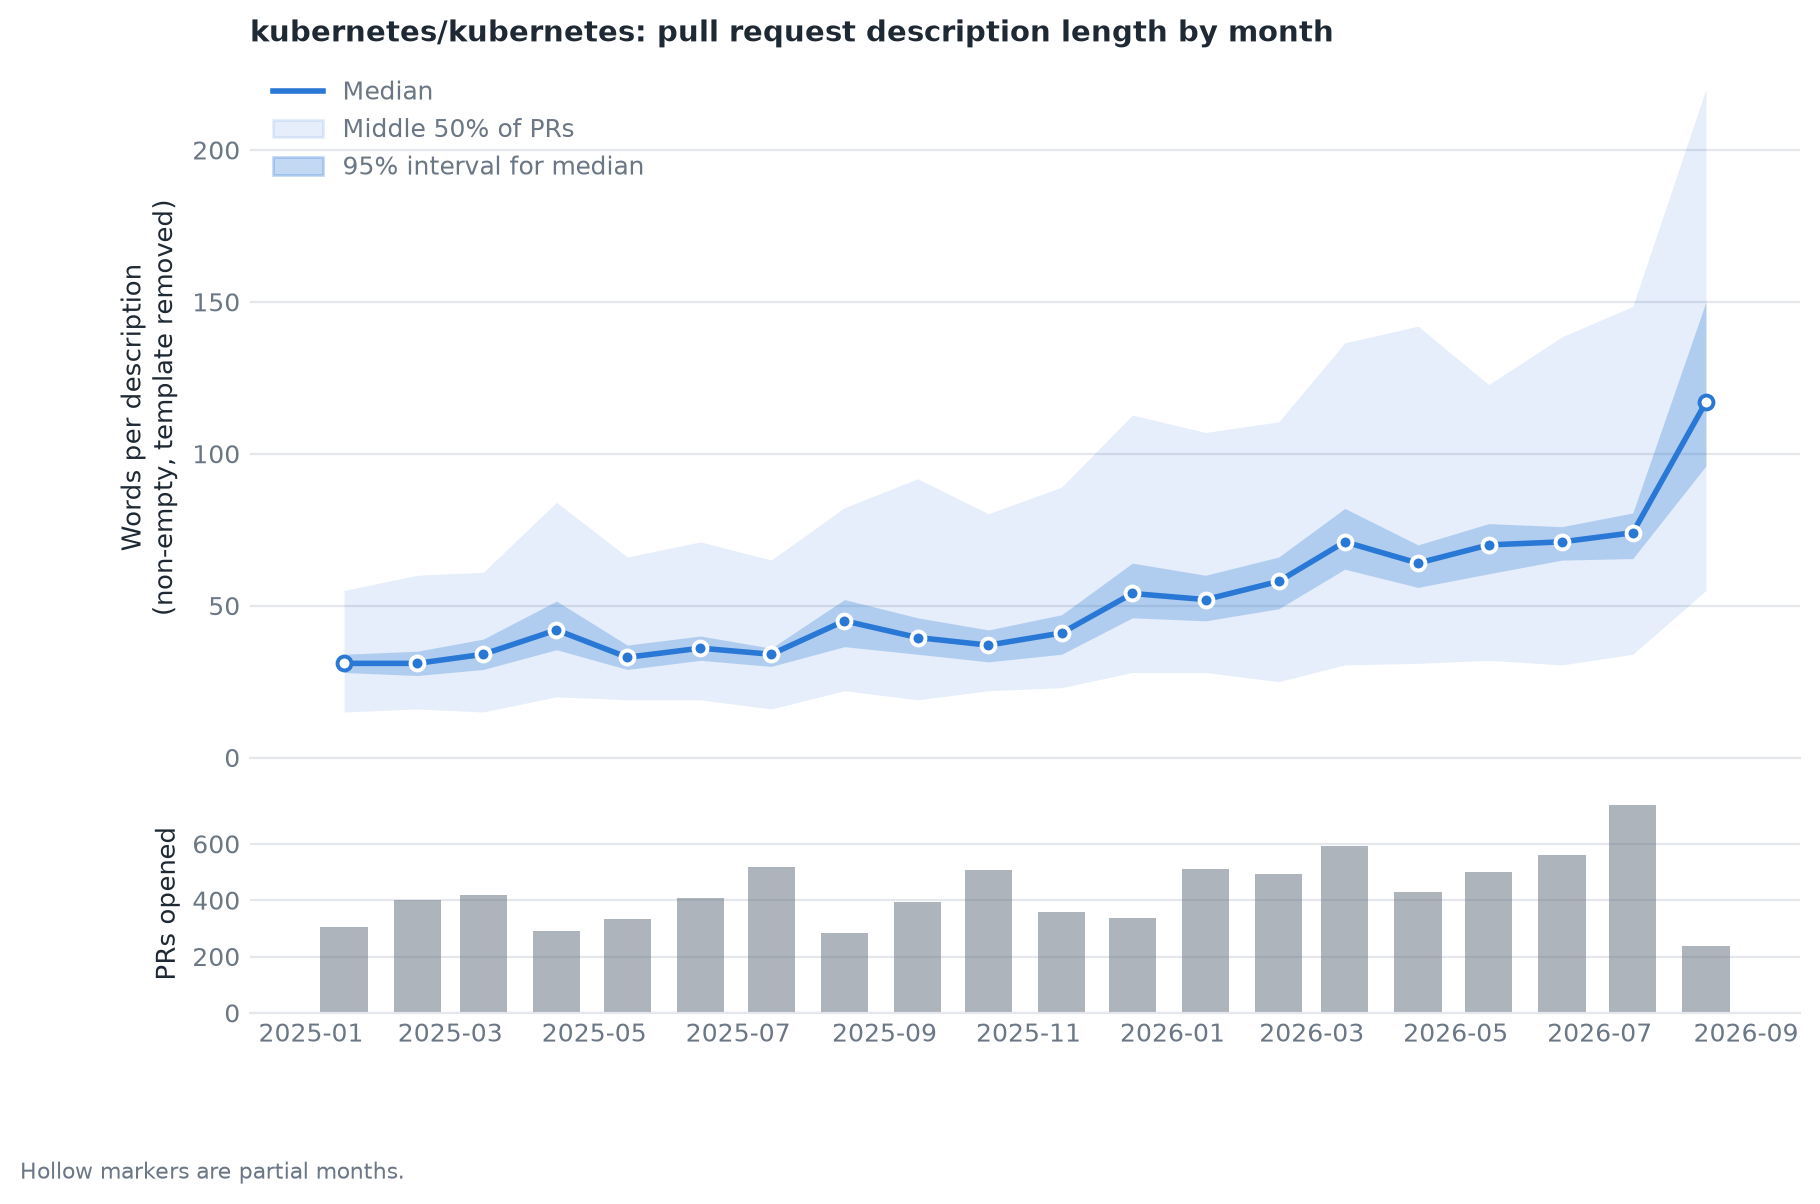 kubernetes/kubernetes: pull request description length by month
Median
Middle 50% of PRs
95% interval for median
Words per description
(non-empty, template removed)
200
150
100
50
0
PRs opened
600
400
200
0
2025-01 2025-03 2025-05 2025-07 2025-09 2025-11 2026-01 2026-03 2026-05 2026-07 2026-09
Hollow markers are partial months.